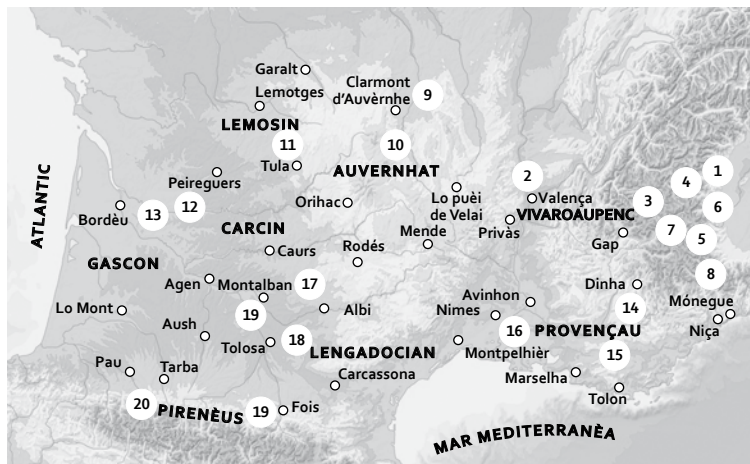 Garalt
Lemotges
Clarmont
d'Auvèrnhe
9
LEMOSIN
11
10
1
Tula
AUVERNHAT
2
4
Peireguers
ATLANTIC
Orihac
Lo puèi
de Velai
Valença
3
6
Bordèu
13
12
VIVAROAUPENC
CARCIN
Mende
Privàs
7
5
Gap
Caurs
Rodés
GASCON
8
Agen
Montalban
17
Dinha
Avinhon
Mónegue
Lo Mont
19
Albi
Nimes
14
Niça
Aush
16
PROVENÇAU
Tolosa
18
LENGADOCIAN
Montpelhièr
15
Pau
Tarba
Carcassona
Marselha
Tolon
20
PIRENÈUS
19
Fois
MAR MEDITERRANÈA